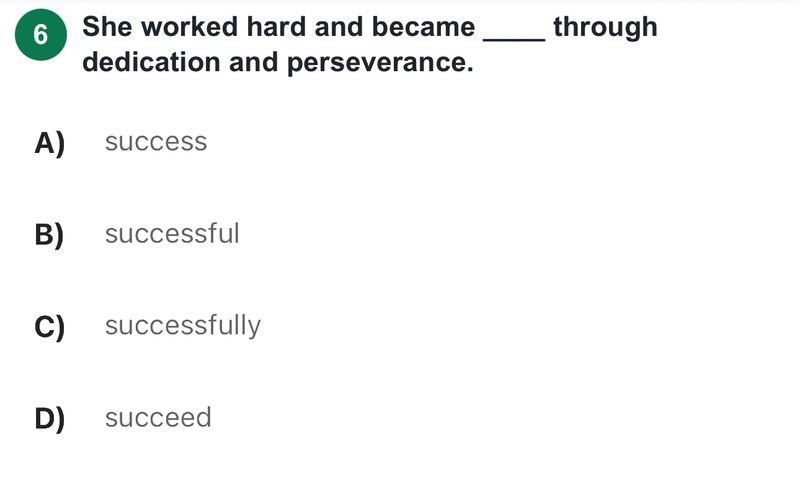 6 She worked hard and became ____ through
dedication and perseverance.
A) success
B) successful
C) successfully
D) succeed